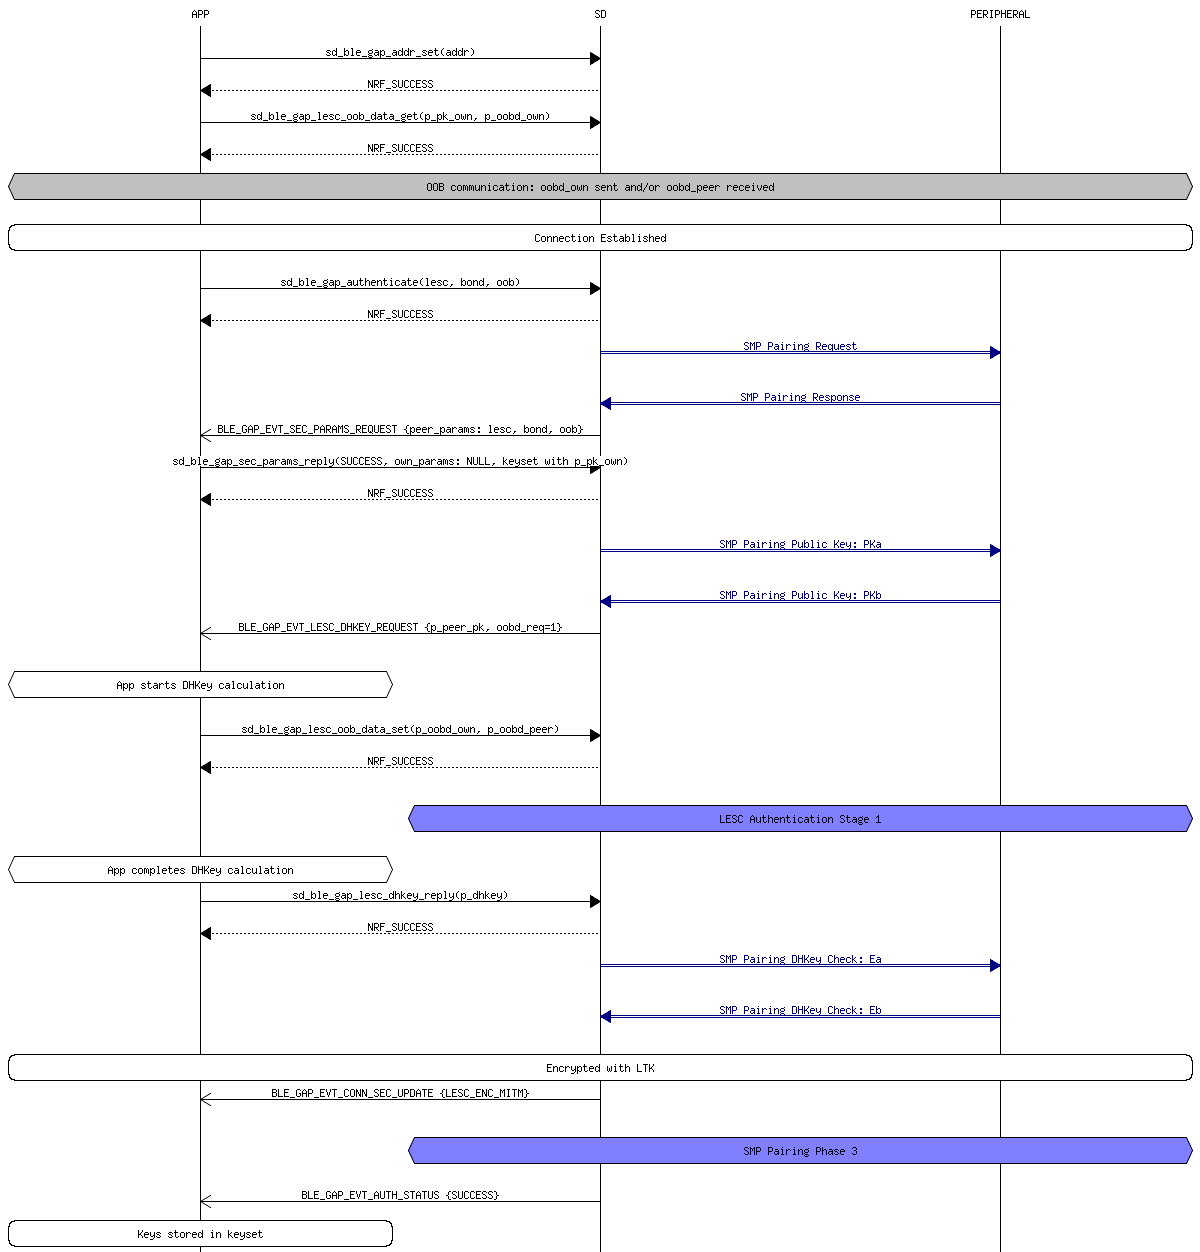 APP SD PERIPHERAL
sd_ble_gap_addr_set(addr)
NRF_SUCCESS
sd_ble_gap_lesc_oob_data_get(p_pk_own, p_oobd_own)
NRF_SUCCESS
OOB communication: oobd_own sent and/or oobd_peer received
Connection Established
sd_ble_gap_authenticate(lesc, bond, oob)
NRF_SUCCESS
SMP Pairing Request
SMP Pairing Response
BLE_GAP_EVT_SEC_PARAMS_REQUEST {peer_params: lesc, bond, oob}
sd_ble_gap_sec_params_reply(SUCCESS, own_params: NULL, keyset with p_pk_own)
NRF_SUCCESS
SMP Pairing Public Key: PKa
SMP Pairing Public Key: PKb
BLE_GAP_EVT_LESC_DHKEY_REQUEST {p_peer_pk, oobd_req=1}
App starts DHKey calculation
sd_ble_gap_lesc_oob_data_set(p_oobd_own, p_oobd_peer)
NRF_SUCCESS
LESC Authentication Stage 1
App completes DHKey calculation
sd_ble_gap_lesc_dhkey_reply(p_dhkey)
NRF_SUCCESS
SMP Pairing DHKey Check: Ea
SMP Pairing DHKey Check: Eb
Encrypted with LTK
BLE_GAP_EVT_CONN_SEC_UPDATE {LESC_ENC_MITM}
SMP Pairing Phase 3
BLE_GAP_EVT_AUTH_STATUS {SUCCESS}
Keys stored in keyset